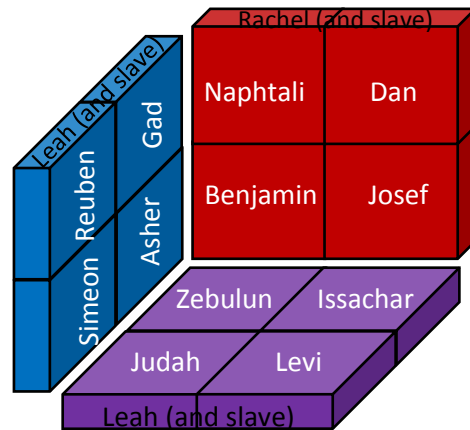 Rachel (and slave)
Naphtali Dan
Benjamin Josef
Leah (and slave)
Reuben Gad
Simeon Asher
Zebulun Issachar
Judah Levi
Leah (and slave)